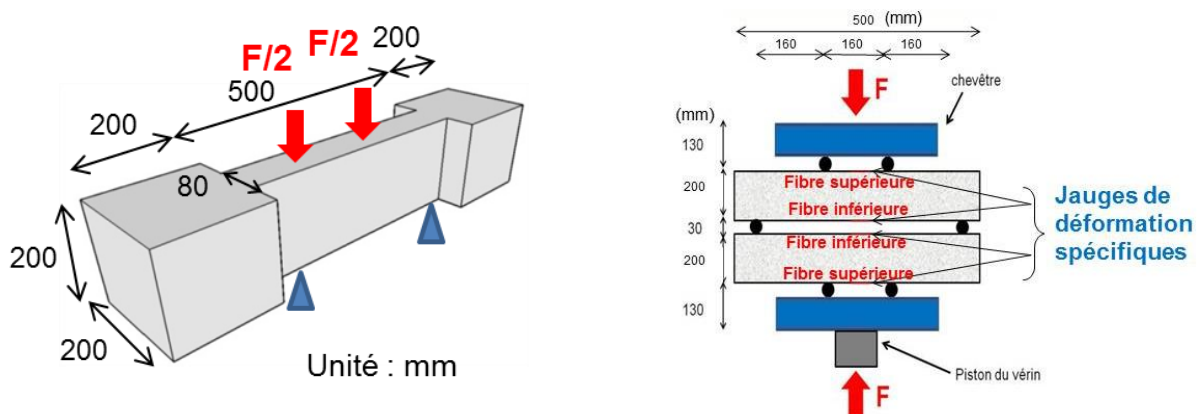 F/2
F/2
200
500
200
80
200
200
Unité : mm
500 (mm)
160
160
160
F
chevêtre
(mm)
130
200
30
200
130
Fibre supérieure
Fibre inférieure
Fibre inférieure
Fibre supérieure
Jauges de
déformation
spécifiques
Piston du vérin
F